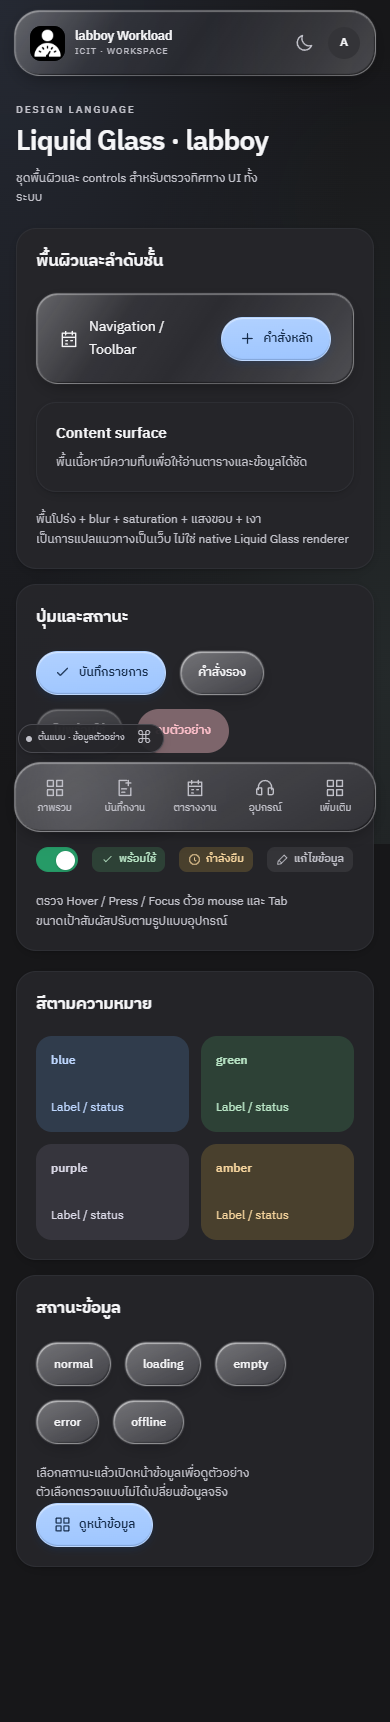 labboy Workload
ICIT · WORKSPACE
A
DESIGN LANGUAGE
Liquid Glass · labboy
ชุดพื้นผิวและ controls สำหรับตรวจทิศทาง UI ทั้ง
ระบบ
พื้นผิวและลำดับชั้น
Navigation /
Toolbar
คำสั่งหลัก
Content surface
พื้นเนื้อหามีความทึบเพื่อให้อ่านตารางและข้อมูลได้ชัด
พื้นโปร่ง + blur + saturation + แสงขอบ + เงา
เป็นการแปลแนวทางเป็นเว็บ ไม่ใช่ native Liquid Glass renderer
ปุ่มและสถานะ
บันทึกรายการ
คำสั่งรอง
บตัวอย่าง
ต้นแบบ · ข้อมูลตัวอย่าง
ภาพรวม
บันทึกงาน
ตารางงาน
อุปกรณ์
เพิ่มเติม
พร้อมใช้
กำลังยืม
แก้ไขข้อมูล
ตรวจ Hover / Press / Focus ด้วย mouse และ Tab
ขนาดเป้าสัมผัสปรับตามรูปแบบอุปกรณ์
สีตามความหมาย
blue
Label / status
green
Label / status
purple
Label / status
amber
Label / status
สถานะข้อมูล
normal
loading
empty
error
offline
เลือกสถานะแล้วเปิดหน้าข้อมูลเพื่อดูตัวอย่าง
ตัวเลือกตรวจแบบไม่ได้เปลี่ยนข้อมูลจริง
ดูหน้าข้อมูล